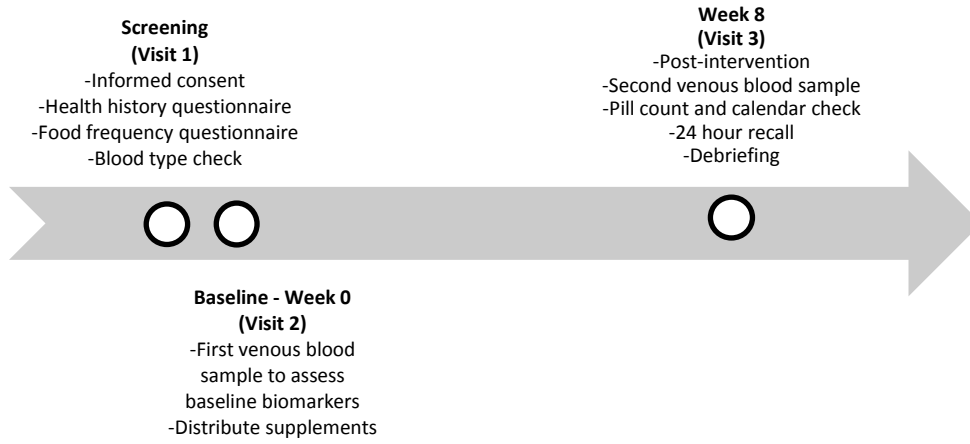 Screening
(Visit 1)
-Informed consent
-Health history questionnaire
-Food frequency questionnaire
-Blood type check
Week 8
(Visit 3)
-Post-intervention
-Second venous blood sample
-Pill count and calendar check
-24 hour recall
-Debriefing
Baseline - Week 0
(Visit 2)
-First venous blood
sample to assess
baseline biomarkers
-Distribute supplements